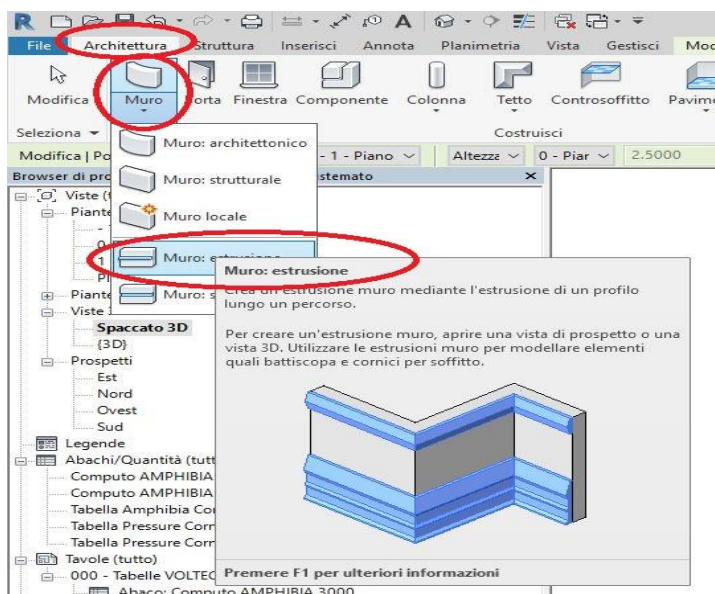 File Architettura Struttura Inserisci Annota Planimetria Vista Gestisci
Modifica Muro Porta Finestra Componente Colonna Tetto Controsoffitto
Seleziona Costruisci
Muro: architettonico
Modifica | - 1 - Piano Altezza 0 - Piar 2.5000
Browser di
Muro: strutturale
Viste
Muro locale
Muro:
Muro: estrusione
Crea un'estrusione muro mediante l'estrusione di un profilo
lungo un percorso.
Per creare un'estrusione muro, aprire una vista di prospetto o una
vista 3D. Utilizzare le estrusioni muro per modellare elementi
quali battiscopa e cornici per soffitto.
Premere F1 per ulteriori informazioni
Muro: s
Viste
Spaccato 3D
{3D}
Prospetti
Est
Nord
Ovest
Sud
Legende
Abachi/Quantità (tutt
Computo AMPHIBIA
Computo AMPHIBIA
Tabella Amphibia Co
Tabella Pressure Corr
Tabella Pressure Corr
Tavole (tutto)
000 - Tabelle VOLTEC
Abaco: Computo AMPHIBIA 3000